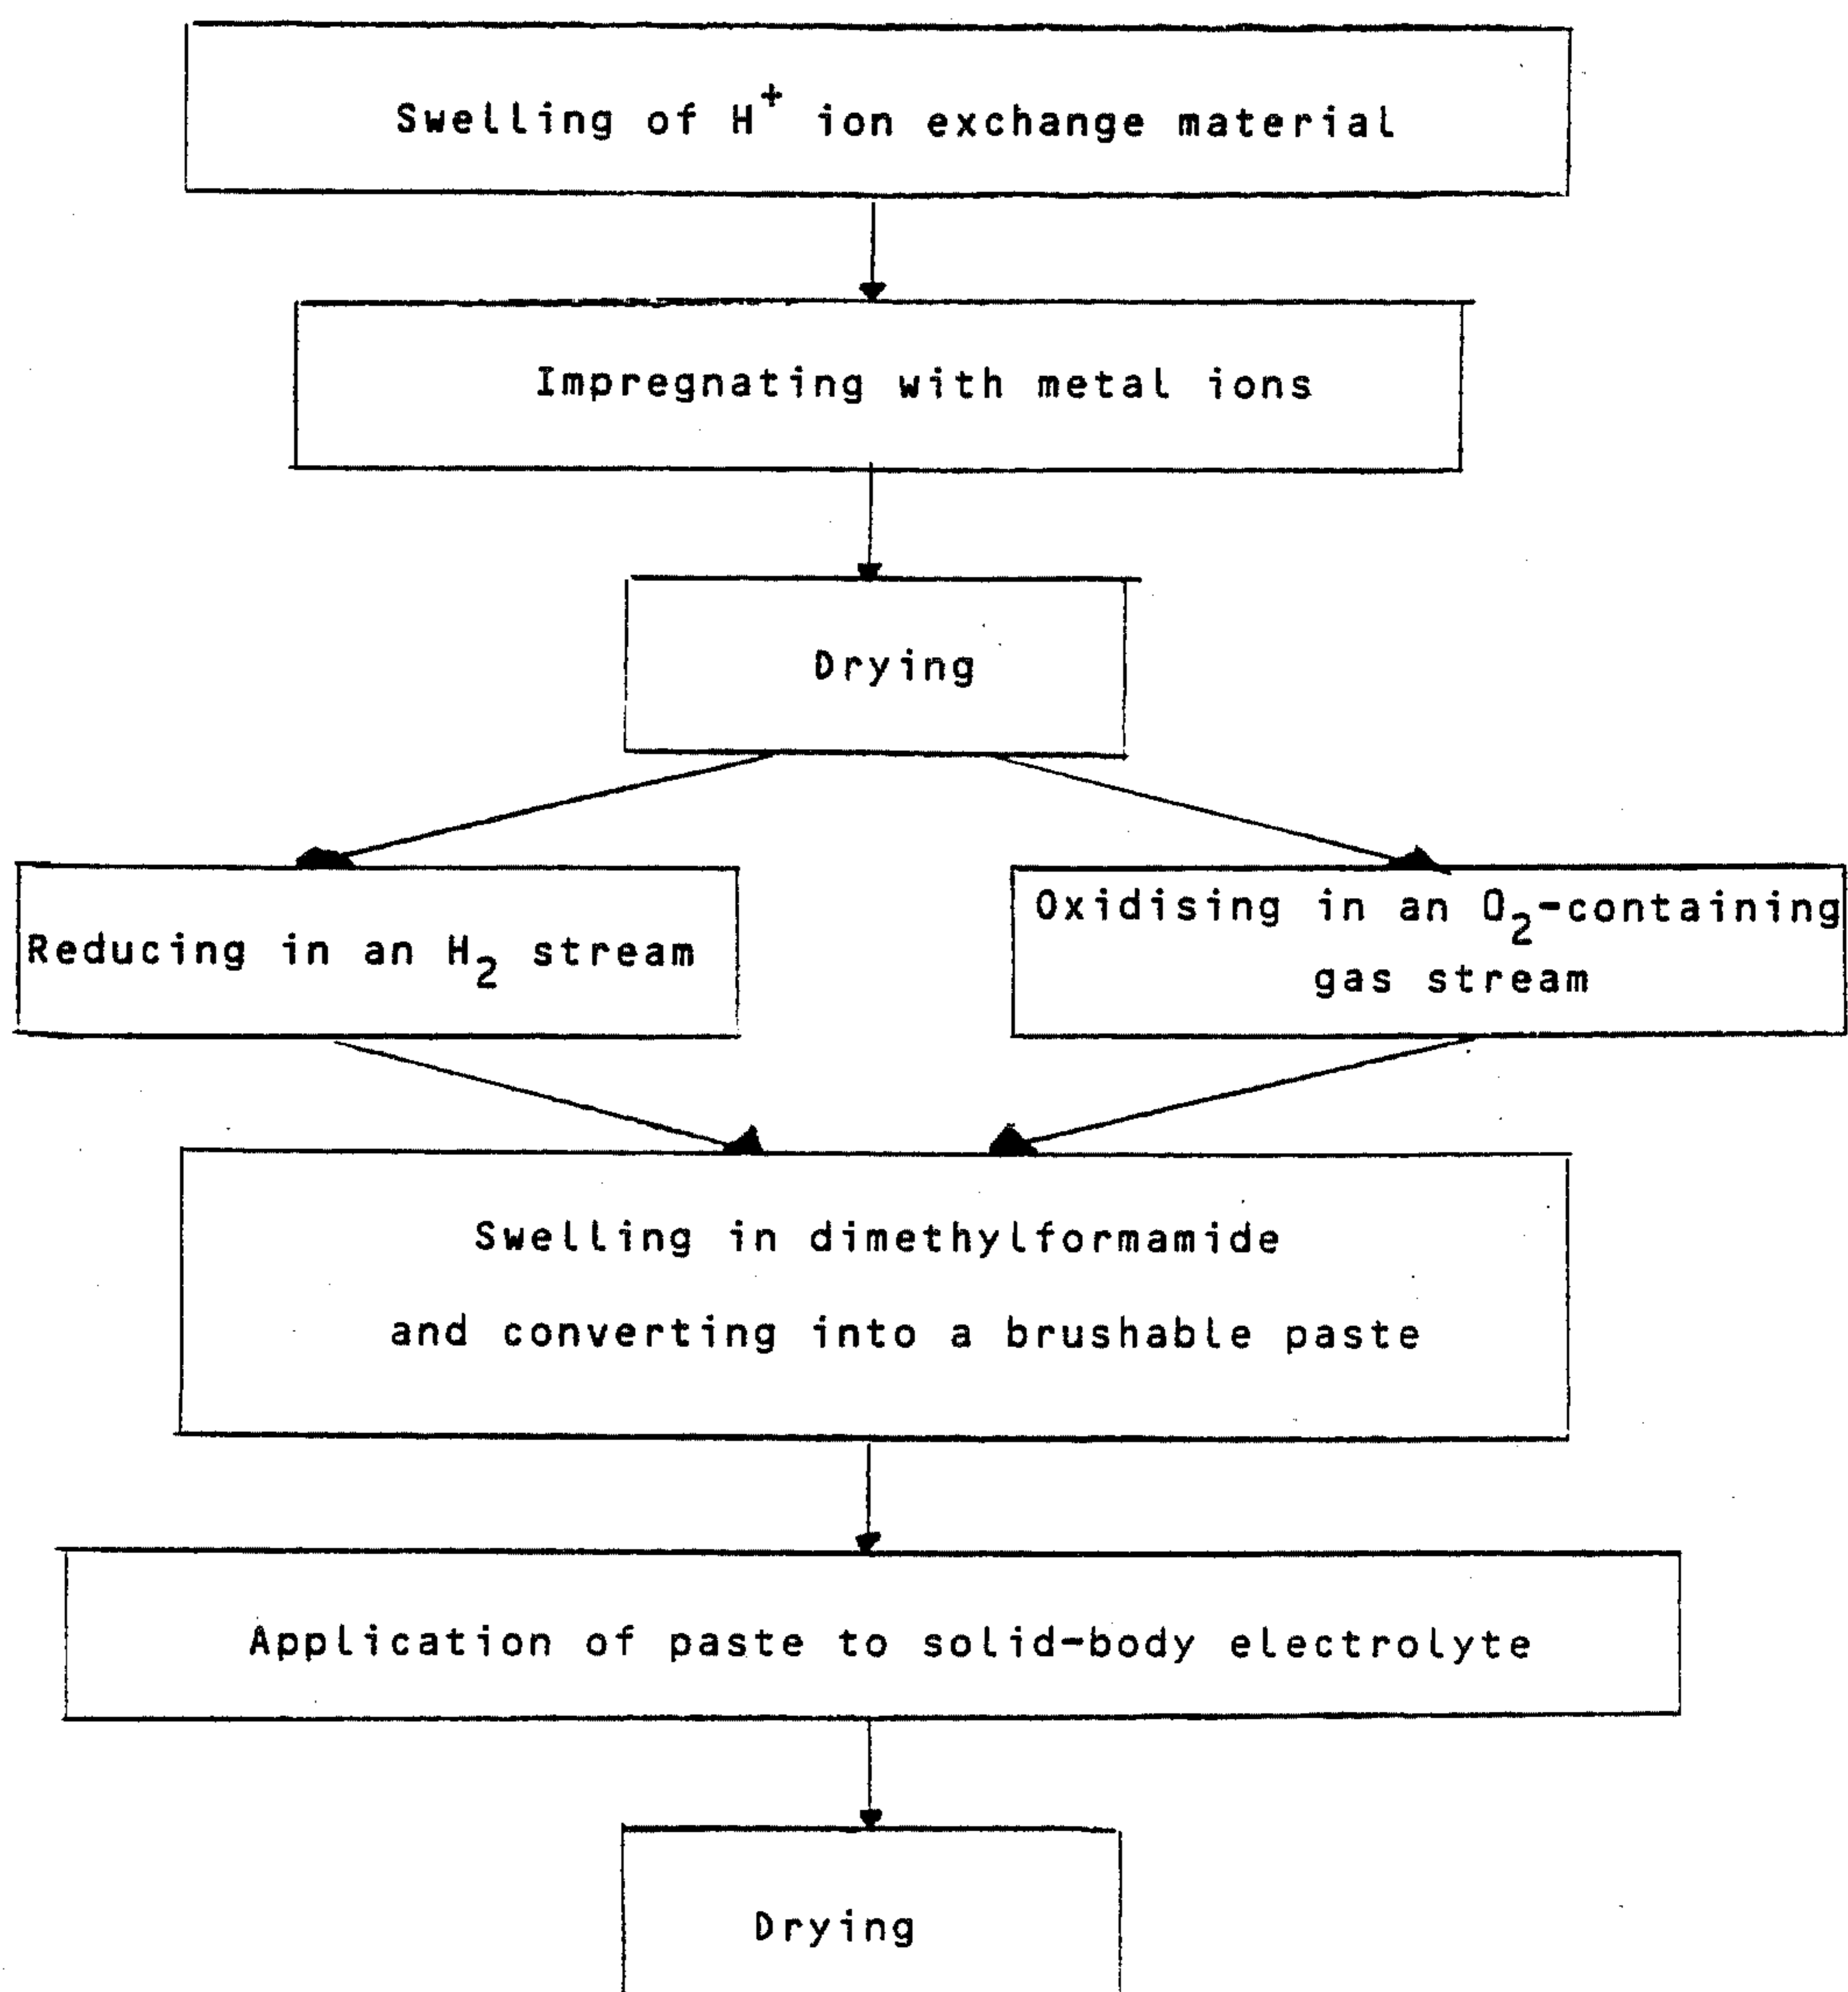 Swelling of H⁺ ion exchange material
Impregnating with metal ions
Drying
Reducing in an H₂ stream
Oxidising in an O₂-containing
gas stream
Swelling in dimethylformamide
and converting into a brushable paste
Application of paste to solid-body electrolyte
Drying